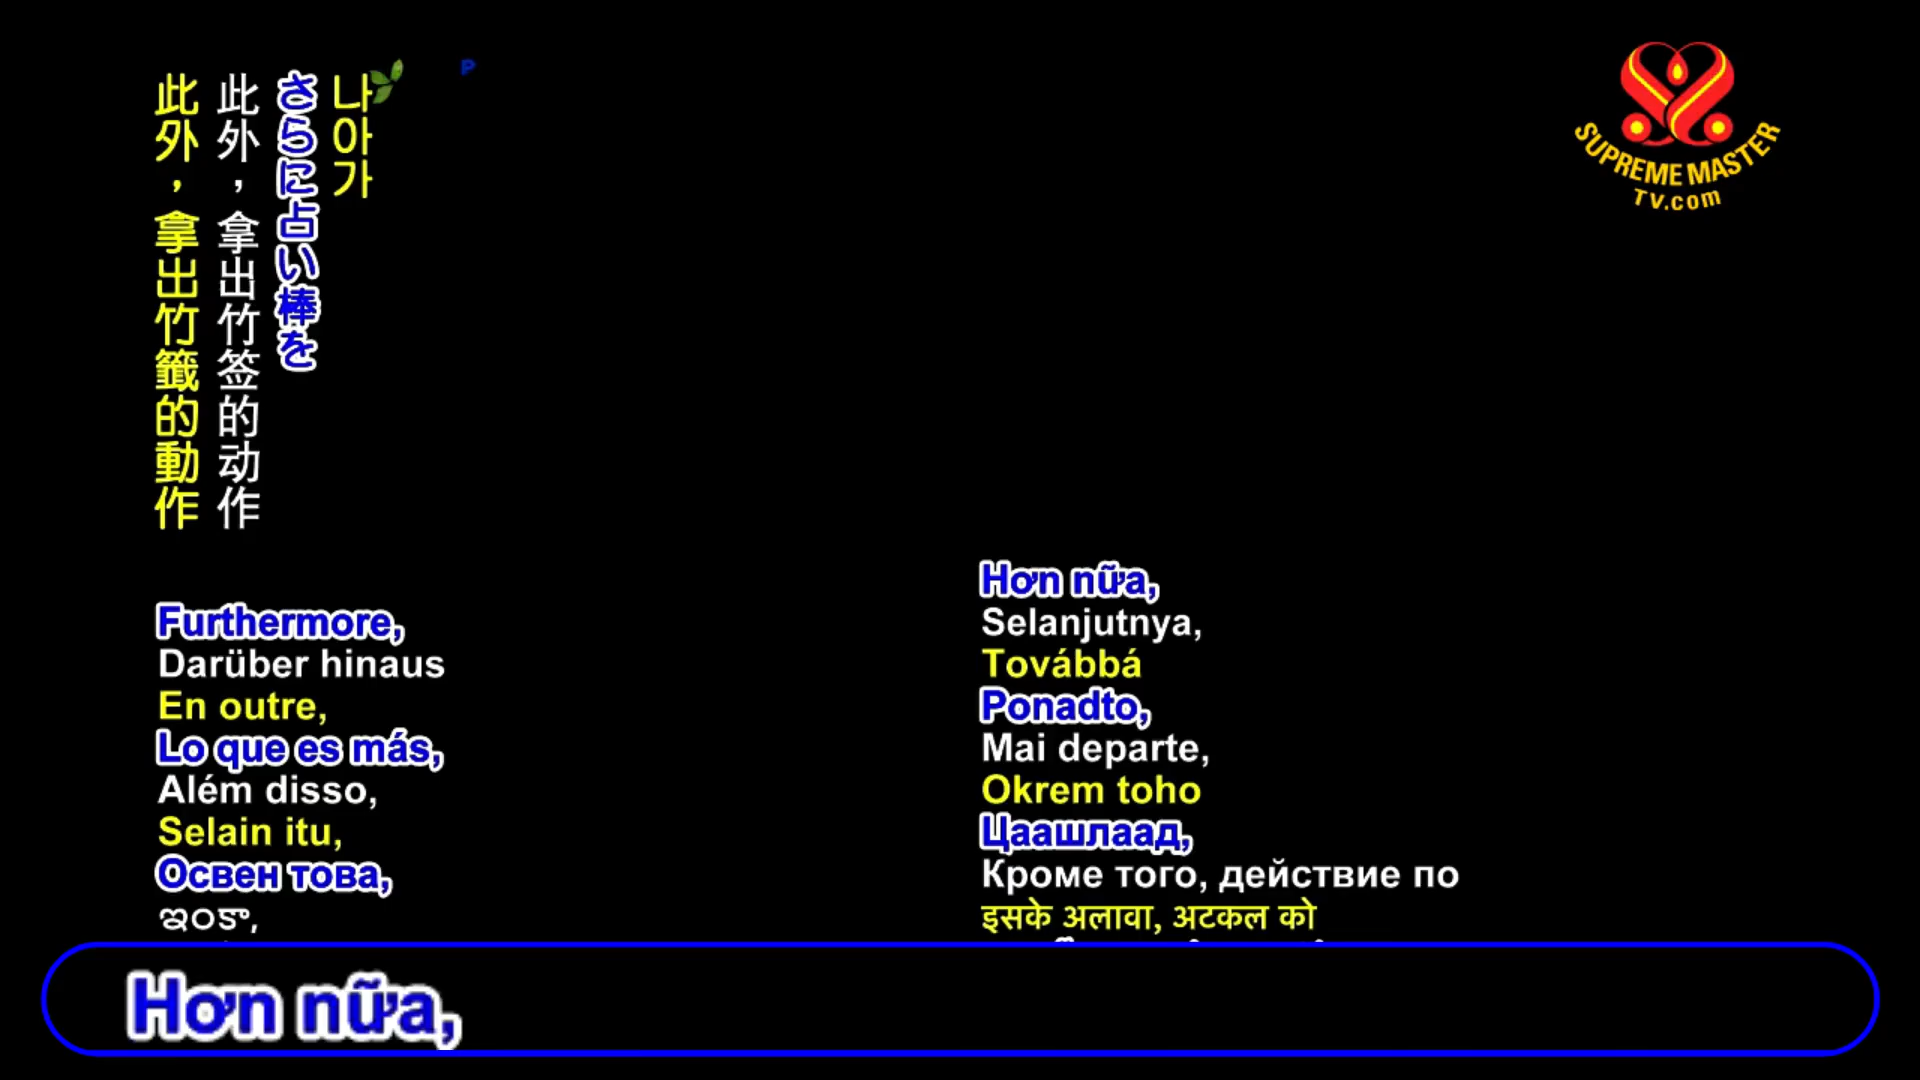 此外，拿出竹籤的動作
此外，拿出竹签的动作
さらに占い棒を
나아가
P
SUPREME MASTER
TV.com
Furthermore,
Darüber hinaus
En outre,
Lo que es más,
Além disso,
Selain itu,
Освен това,
ఇంకా,
Hơn nữa,
Selanjutnya,
Továbbá
Ponadto,
Mai departe,
Okrem toho
Цаашлаад,
Кроме того, действие по
इसके अलावा, अटकल को
Hơn nữa,